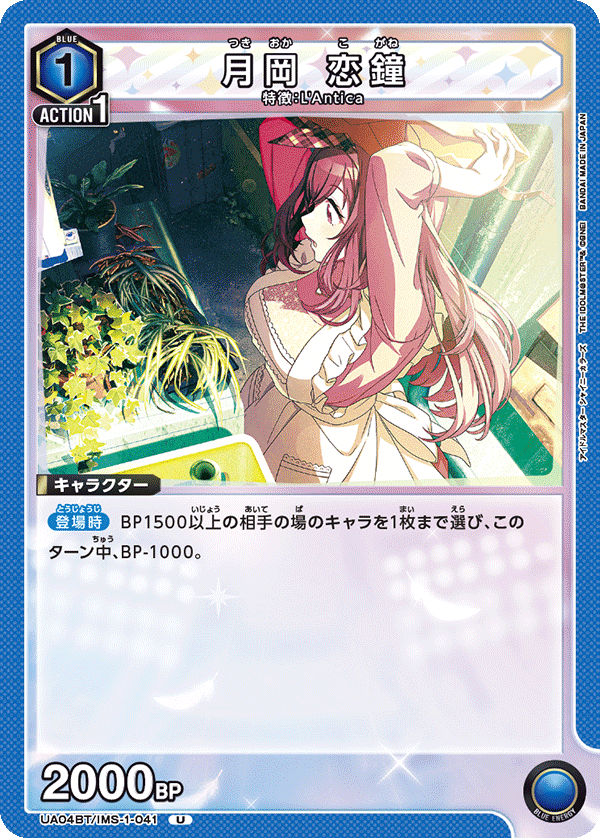 BLUE
1
ACTION1
つき おか こ がね
月岡 恋鐘
特徴:L'Antica
アイドルマスター シャイニーカラーズ THE IDOLM@STER™& ©BNEI BANDAI MADE IN JAPAN
キャラクター
とうじょうじ いじょう あいて ば まい えら
登場時 BP1500以上の相手の場のキャラを1枚まで選び、この
ちゅう
ターン中、BP-1000。
2000BP
UA04BT/IMS-1-041 U
BLUE ENERGY